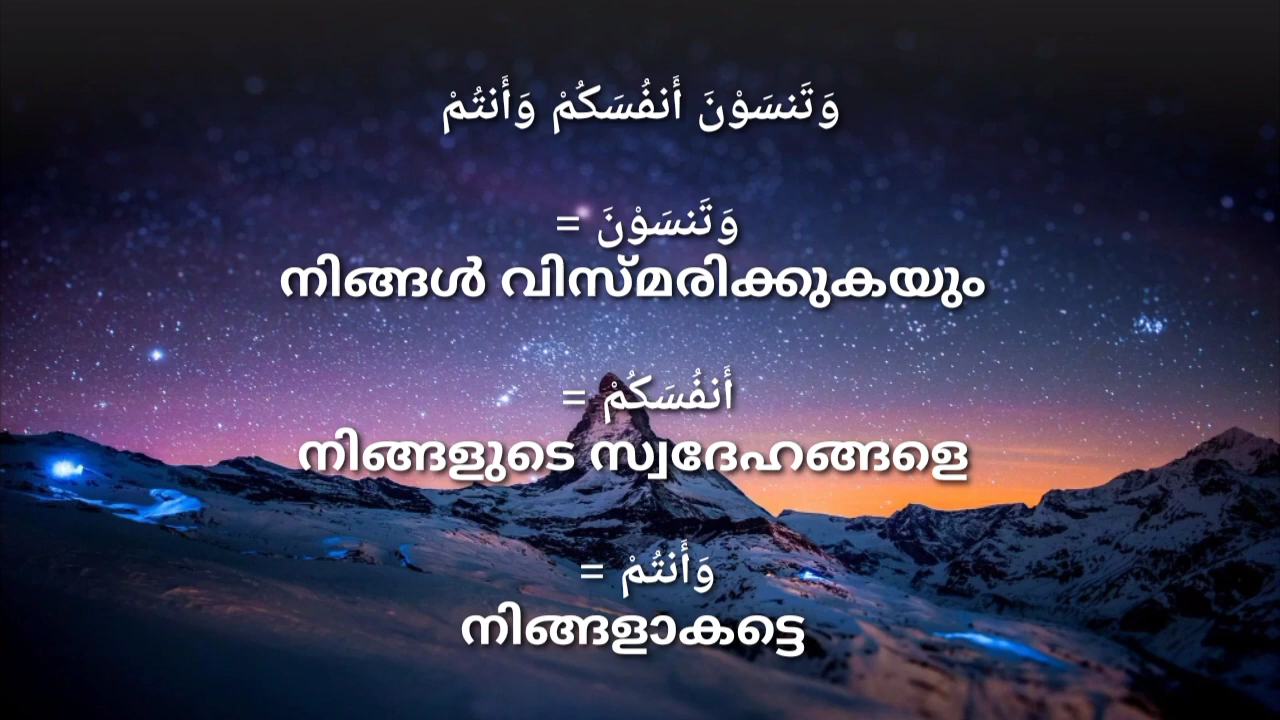 وَتَنسَوْنَ أَنفُسَكُمْ وَأَنتُمْ
وَتَنسَوْنَ =
നിങ്ങൾ വിസ്മരിക്കുകയും
أَنفُسَكُمْ =
നിങ്ങളുടെ സ്വദേഹങ്ങളെ
وَأَنتُمْ =
നിങ്ങളാകട്ടെ